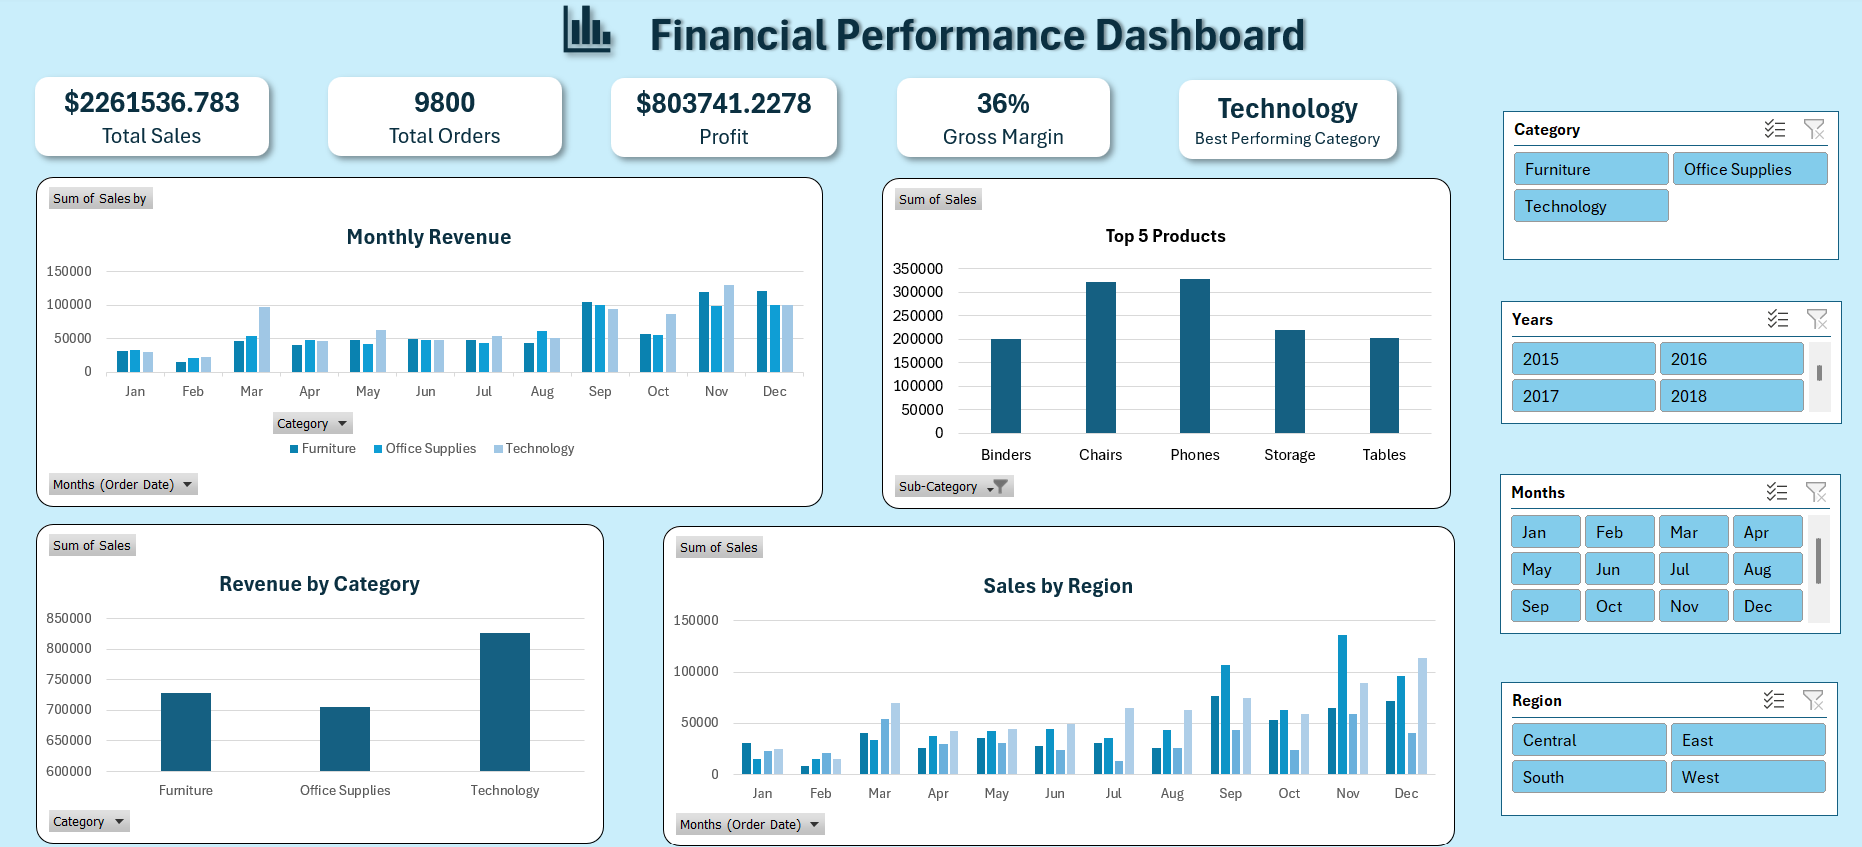 Financial Performance Dashboard
$2261536.783
Total Sales
9800
Total Orders
$803741.2278
Profit
36%
Gross Margin
Technology
Best Performing Category
Sum of Sales by
Monthly Revenue
150000
100000
50000
0
Jan Feb Mar Apr May Jun Jul Aug Sep Oct Nov Dec
Category
Furniture Office Supplies Technology
Months (Order Date)
Sum of Sales
Top 5 Products
350000
300000
250000
200000
150000
100000
50000
0
Binders Chairs Phones Storage Tables
Sub-Category
Sum of Sales
Revenue by Category
850000
800000
750000
700000
650000
600000
Furniture Office Supplies Technology
Category
Sum of Sales
Sales by Region
150000
100000
50000
0
Jan Feb Mar Apr May Jun Jul Aug Sep Oct Nov Dec
Months (Order Date)
Category
Furniture Office Supplies
Technology
Years
2015 2016
2017 2018
Months
Jan Feb Mar Apr
May Jun Jul Aug
Sep Oct Nov Dec
Region
Central East
South West